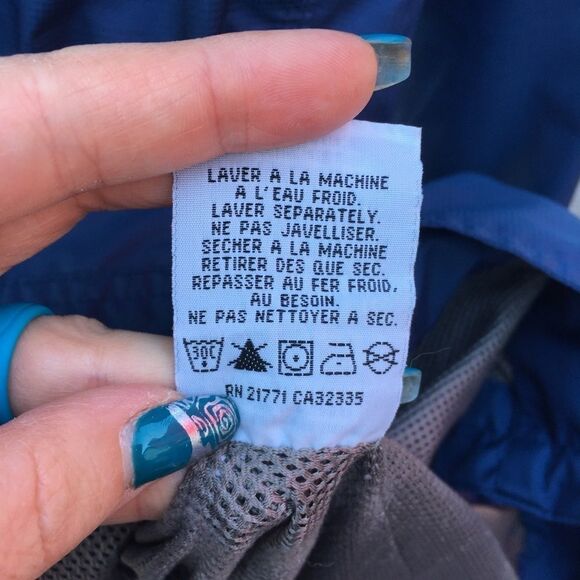 LAVER A LA MACHINE
A L'EAU FROID.
LAVER SEPARATELY.
NE PAS JAVELLISER.
SECHER A LA MACHINE
RETIRER DES QUE SEC.
REPASSER AU FER FROID,
AU BESOIN.
NE PAS NETTOYER A SEC.
30C
RN 21771 CA32335